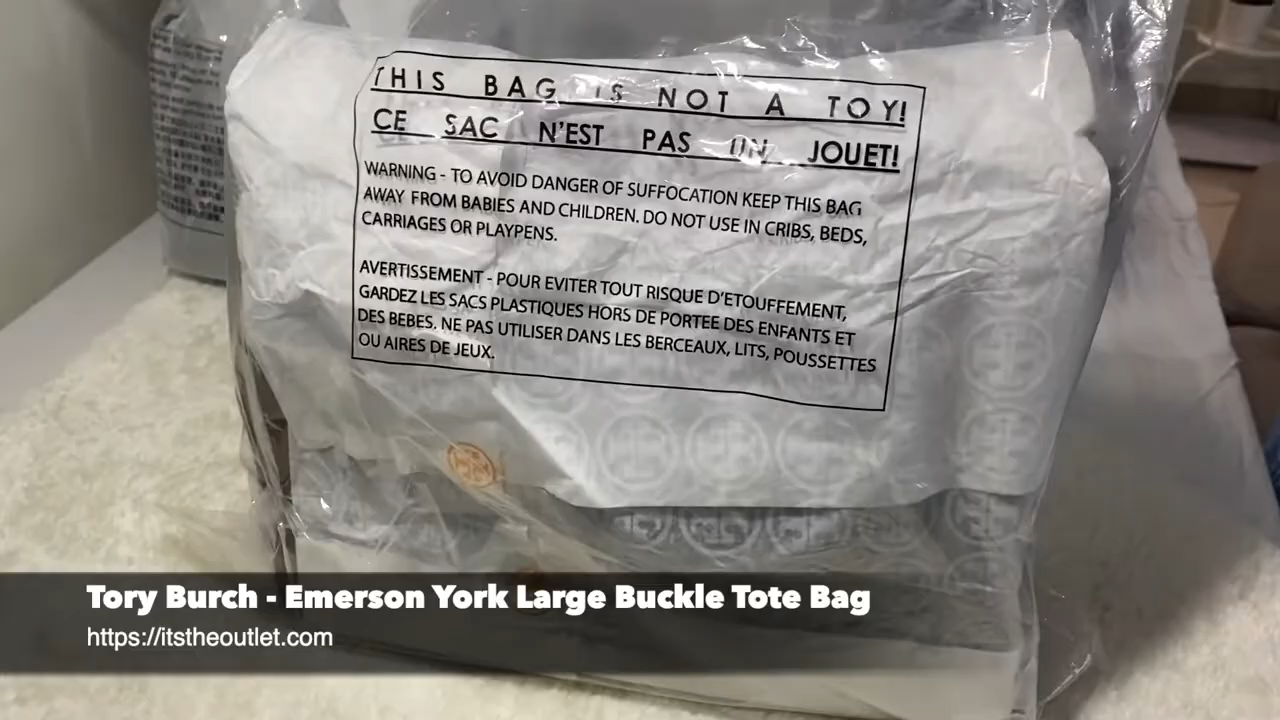 THIS BAG IS NOT A TOY!
CE SAC N'EST PAS UN JOUET!
WARNING - TO AVOID DANGER OF SUFFOCATION KEEP THIS BAG
AWAY FROM BABIES AND CHILDREN. DO NOT USE IN CRIBS, BEDS,
CARRIAGES OR PLAYPENS.
AVERTISSEMENT - POUR EVITER TOUT RISQUE D'ETOUFFEMENT,
GARDEZ LES SACS PLASTIQUES HORS DE PORTEE DES ENFANTS ET
DES BEBES. NE PAS UTILISER DANS LES BERCEAUX, LITS, POUSSETTES
OU AIRES DE JEUX.
Tory Burch - Emerson York Large Buckle Tote Bag
https://itstheoutlet.com